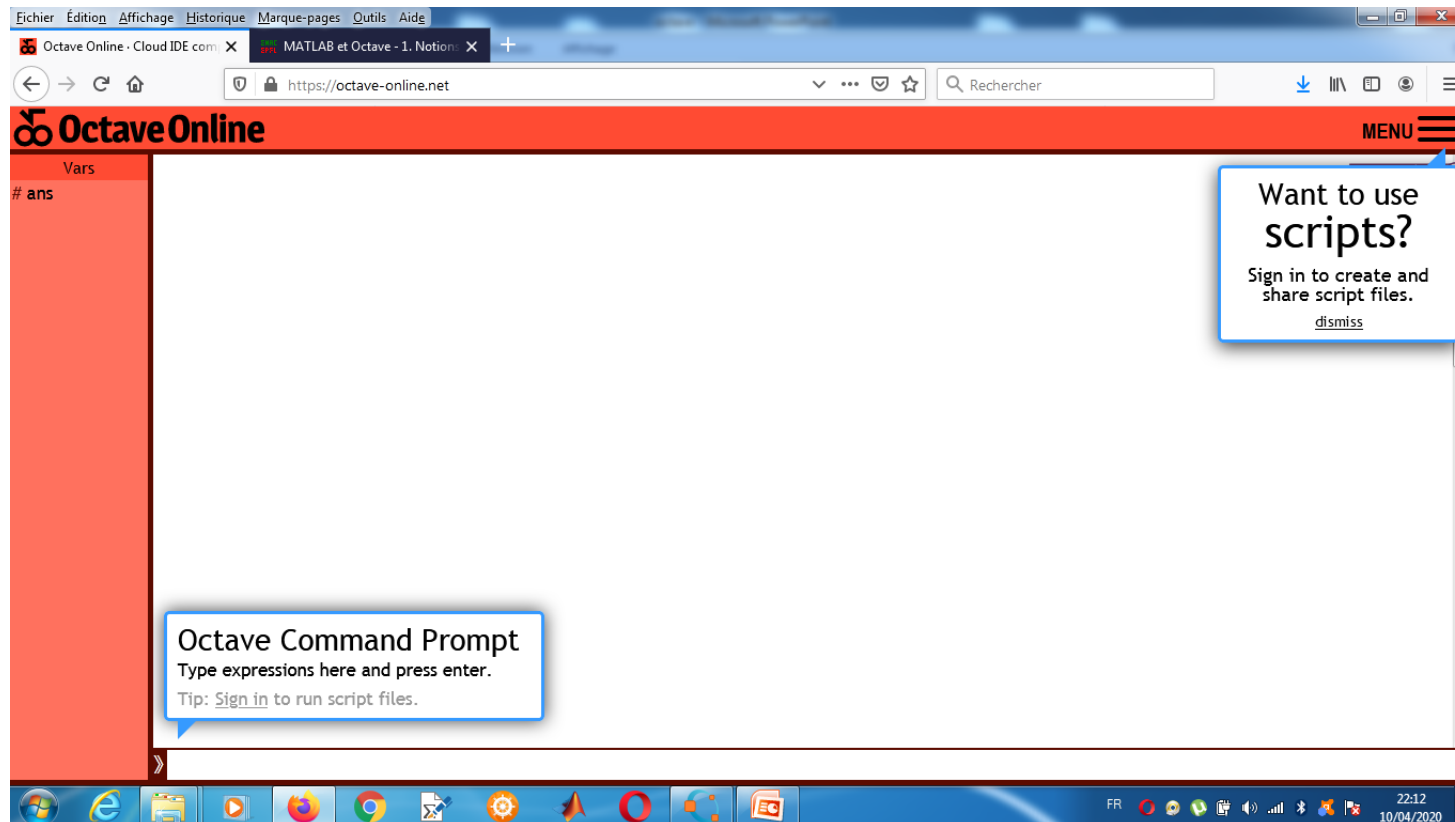 Fichier Édition Affichage Historique Marque-pages Outils Aide
Octave Online · Cloud IDE com
MATLAB et Octave - 1. Notions
https://octave-online.net
Rechercher
Octave Online
MENU
Vars
# ans
Want to use
scripts?
Sign in to create and
share script files.
dismiss
Octave Command Prompt
Type expressions here and press enter.
Tip: Sign in to run script files.
»
FR
22:12
10/04/2020